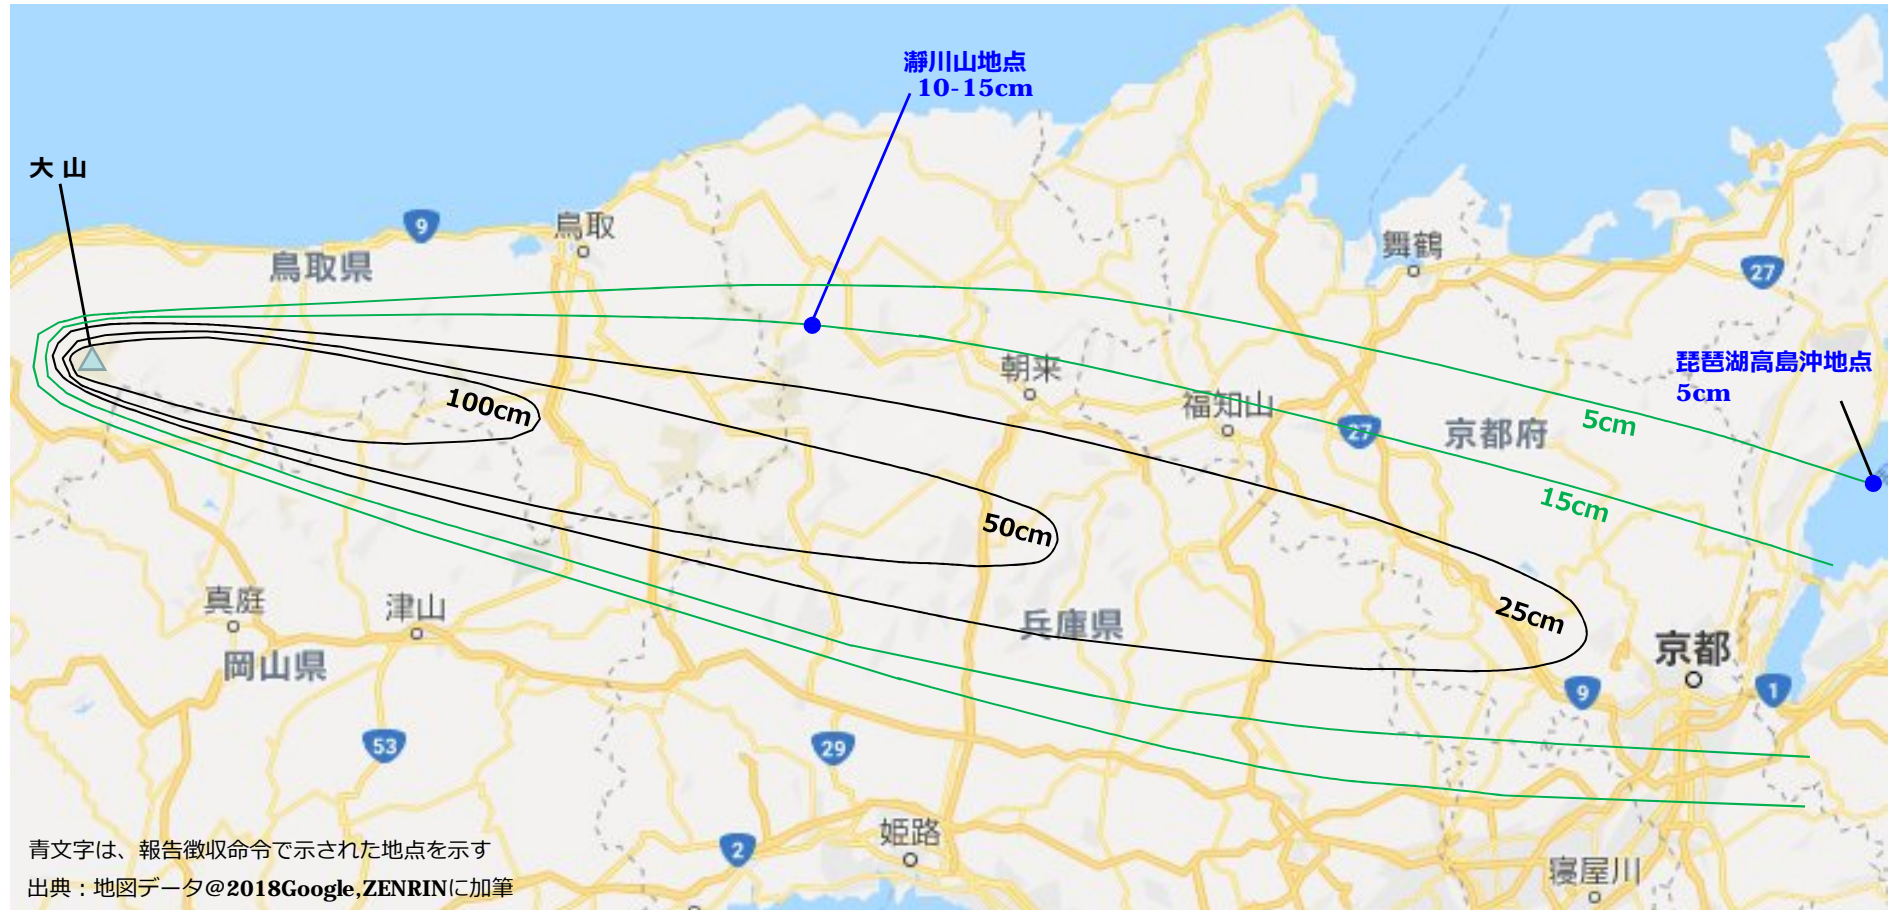 瀞川山地点
10-15cm
大 山
9
鳥取
鳥取県
舞鶴
27
朝来
琵琶湖高島沖地点
5cm
福知山
100cm
5cm
27
京都府
15cm
50cm
真庭
津山
25cm
兵庫県
京都
岡山県
9
1
53
29
姫路
2
青文字は、報告徴収命令で示された地点を示す
寝屋川
出典：地図データ@2018Google,ZENRINに加筆